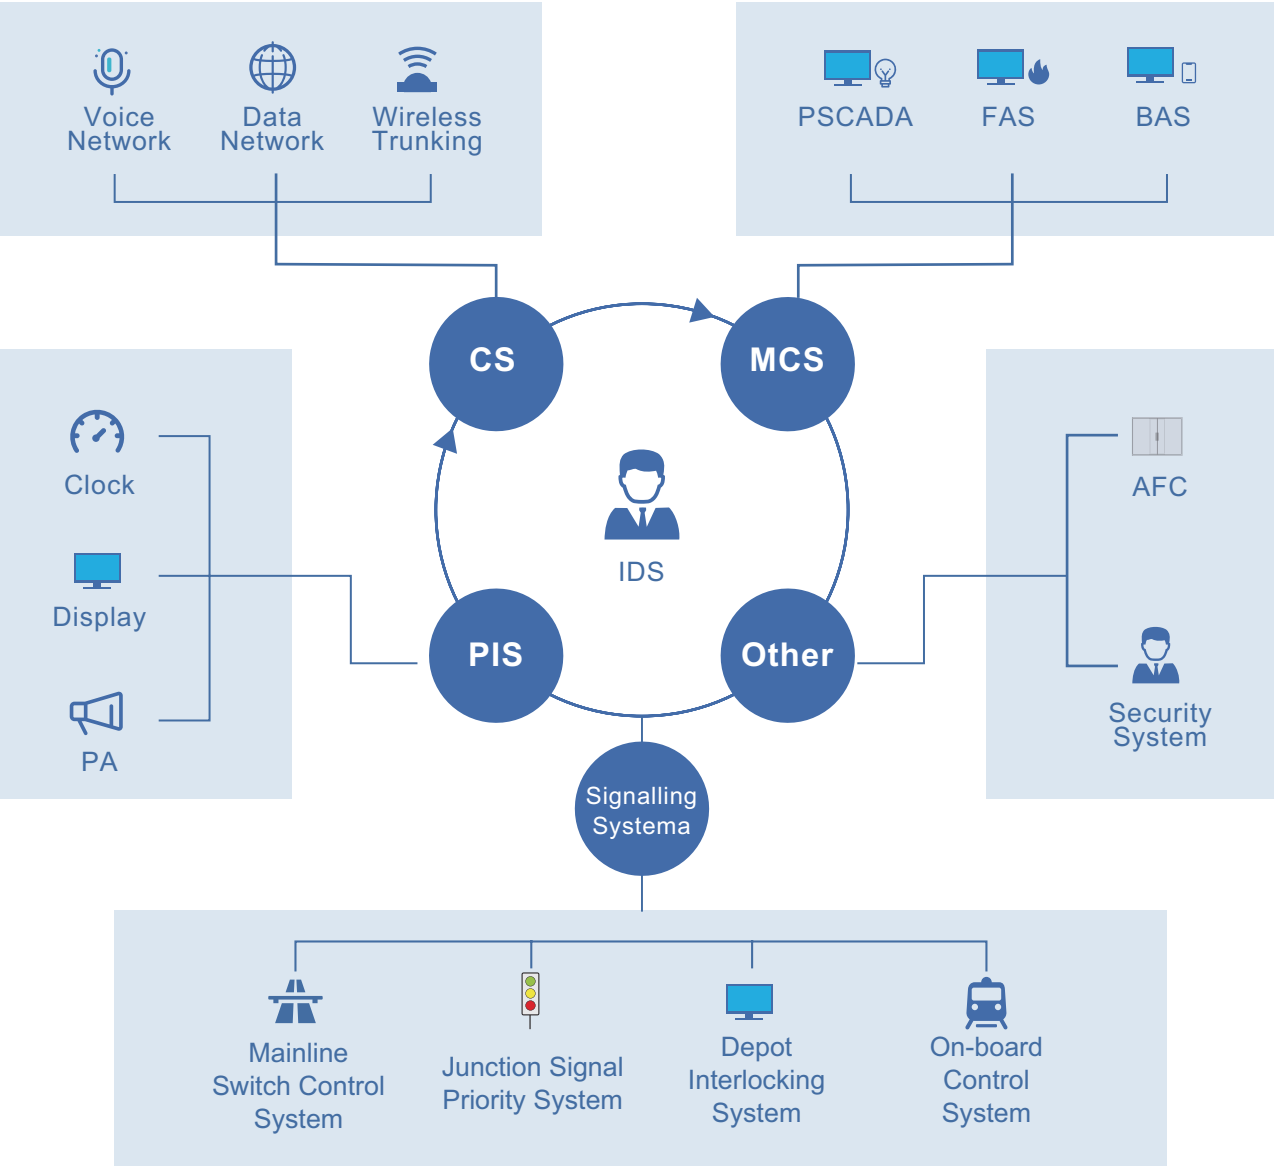 Voice
Network
Data
Network
Wireless
Trunking
PSCADA
FAS
BAS
CS
MCS
Clock
Display
PA
IDS
AFC
Security
System
PIS
Other
Signalling
Systema
Mainline
Switch Control
System
Junction Signal
Priority System
Depot
Interlocking
System
On-board
Control
System